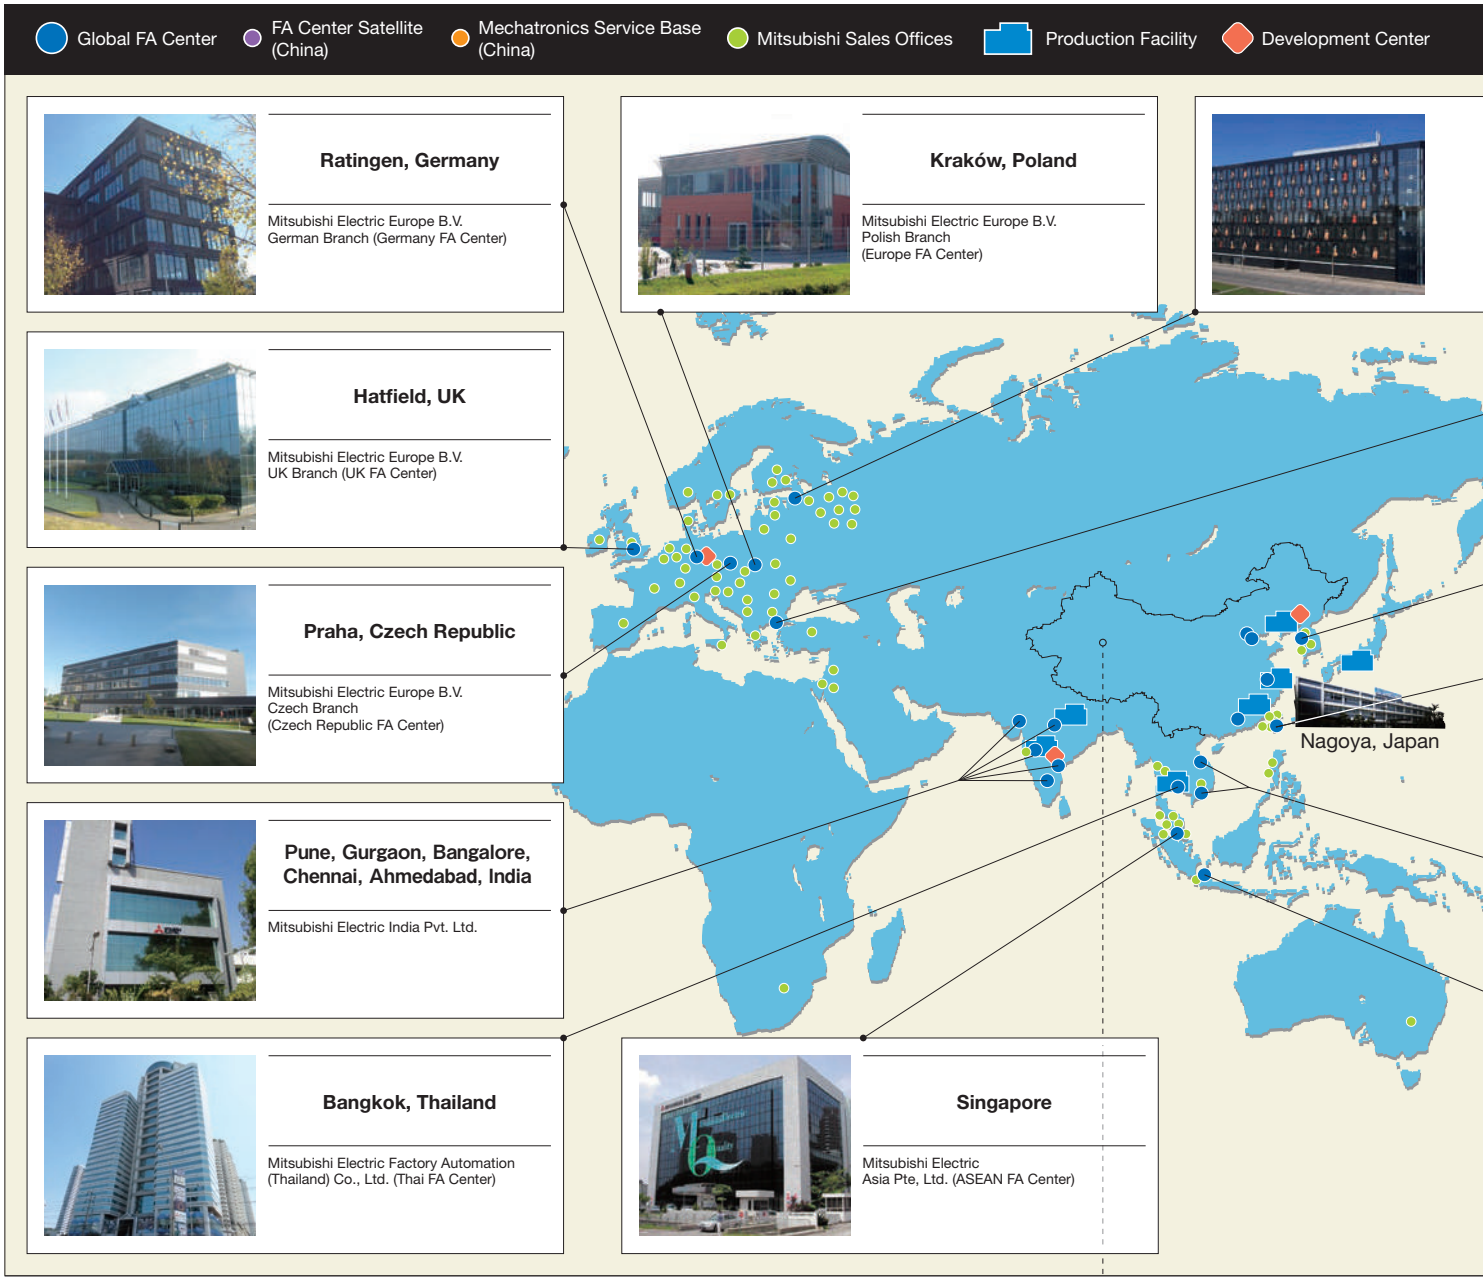 Global FA Center
FA Center Satellite
(China)
Mechatronics Service Base
(China)
Mitsubishi Sales Offices
Production Facility
Development Center
Ratingen, Germany
Mitsubishi Electric Europe B.V.
German Branch (Germany FA Center)
Kraków, Poland
Mitsubishi Electric Europe B.V.
Polish Branch
(Europe FA Center)
Hatfield, UK
Mitsubishi Electric Europe B.V.
UK Branch (UK FA Center)
Praha, Czech Republic
Mitsubishi Electric Europe B.V.
Czech Branch
(Czech Republic FA Center)
Nagoya, Japan
Pune, Gurgaon, Bangalore,
Chennai, Ahmedabad, India
Mitsubishi Electric India Pvt. Ltd.
Bangkok, Thailand
Mitsubishi Electric Factory Automation
(Thailand) Co., Ltd. (Thai FA Center)
Singapore
Mitsubishi Electric
Asia Pte, Ltd. (ASEAN FA Center)